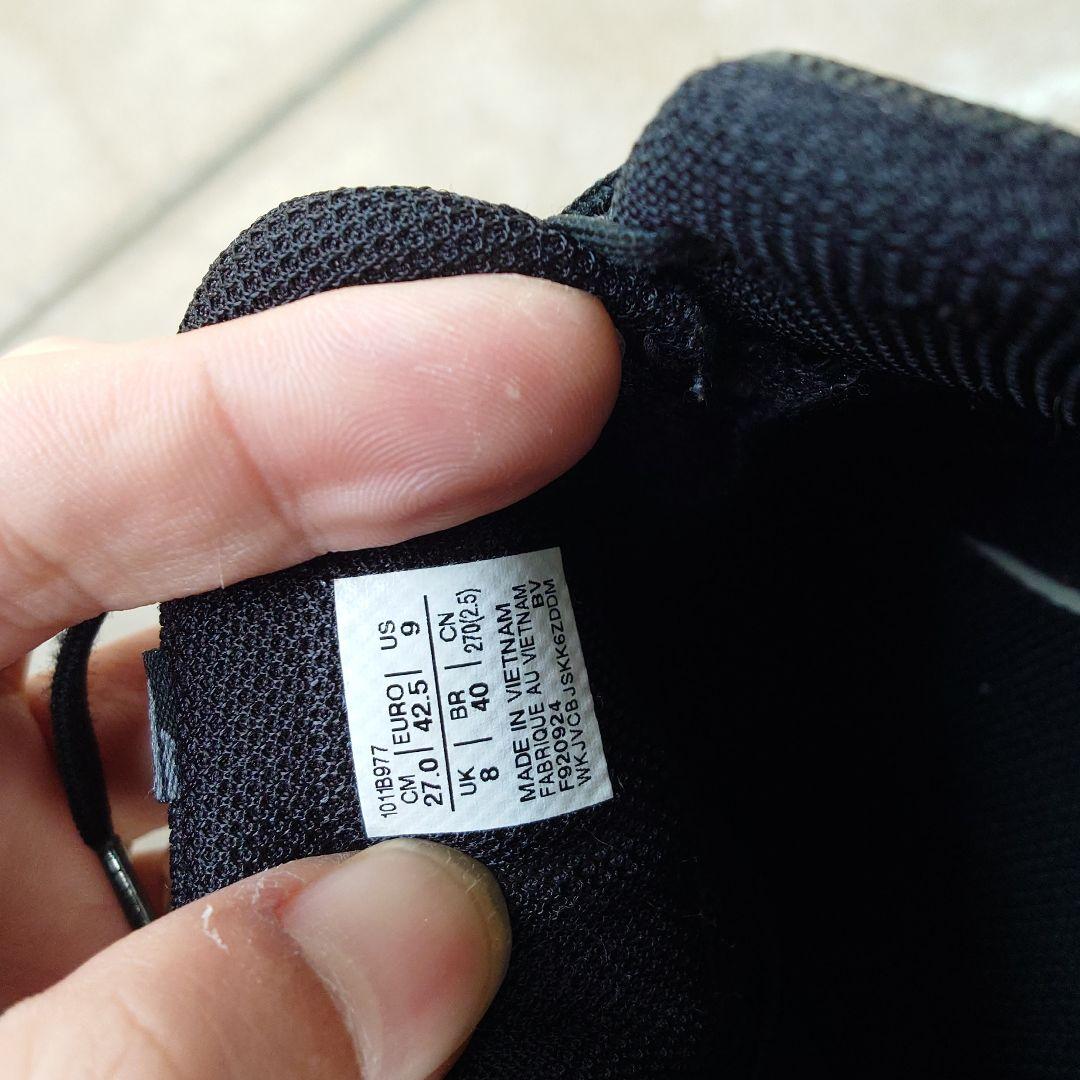 1011B977
CM | EURO | US
27.0 | 42.5 | 9
UK | BR | CN
8 | 40 | 270(2.5)
MADE IN VIETNAM
FABRIQUE AU VIETNAM
F920924 BV
WKJVCBJSKK6ZDDM